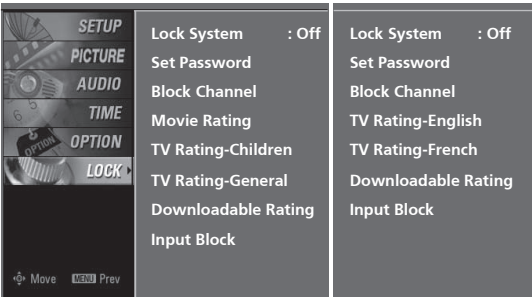 SETUP
PICTURE
AUDIO
TIME
OPTION
LOCK
Move MENU Prev
Lock System : Off
Set Password
Block Channel
Movie Rating
TV Rating-Children
TV Rating-General
Downloadable Rating
Input Block
Lock System : Off
Set Password
Block Channel
TV Rating-English
TV Rating-French
Downloadable Rating
Input Block